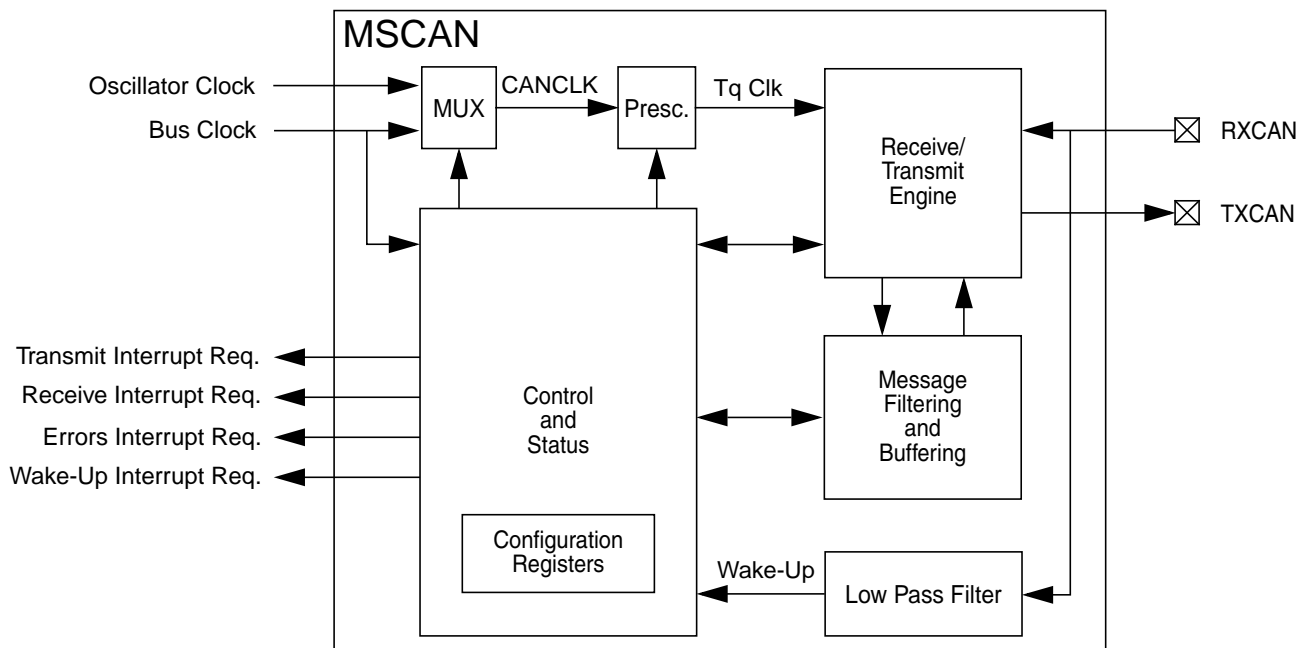 MSCAN
Oscillator Clock
Bus Clock
MUX
CANCLK
Presc.
Tq Clk
Receive/
Transmit
Engine
RXCAN
TXCAN
Transmit Interrupt Req.
Receive Interrupt Req.
Errors Interrupt Req.
Wake-Up Interrupt Req.
Control
and
Status
Message
Filtering
and
Buffering
Configuration
Registers
Wake-Up
Low Pass Filter